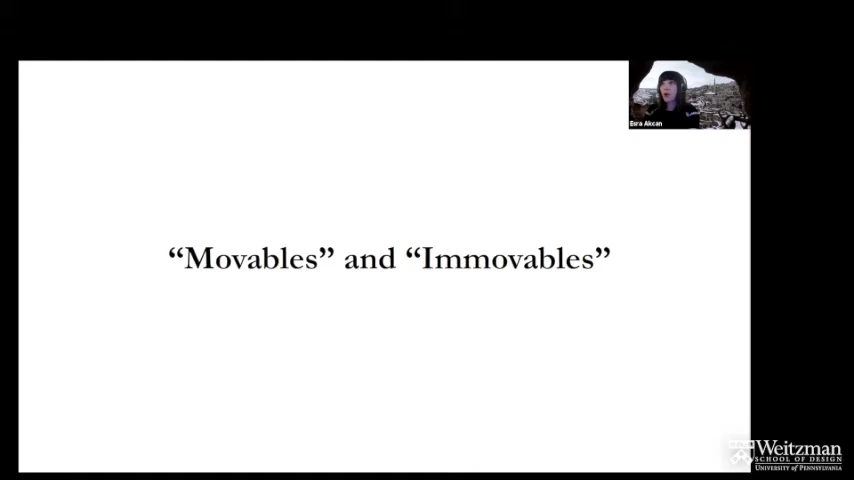 Esra Akcan
“Movables” and “Immovables”
Weitzman
SCHOOL OF DESIGN
UNIVERSITY of PENNSYLVANIA